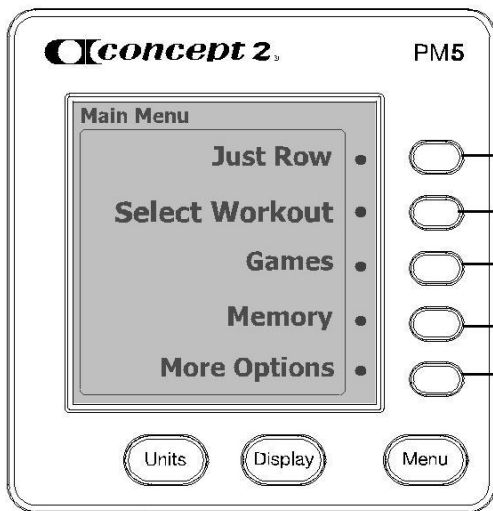 concept 2
PM5
Main Menu
Just Row
Select Workout
Games
Memory
More Options
Units
Display
Menu